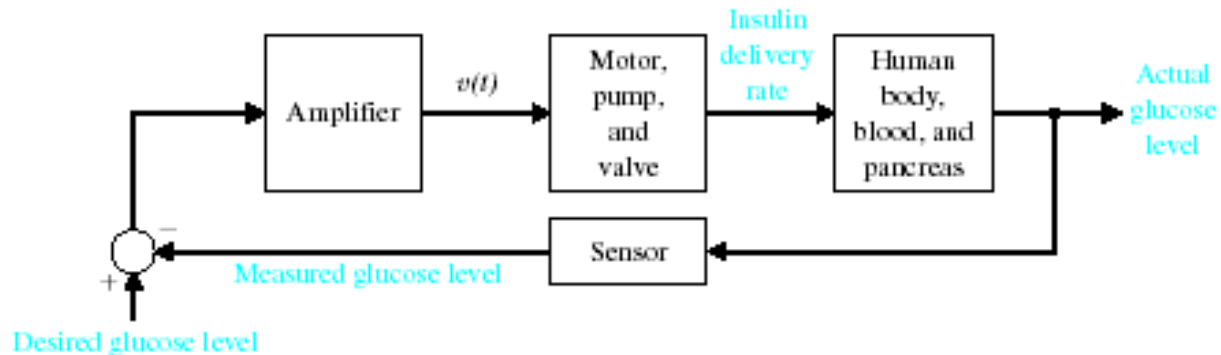 Insulin
delivery
rate
Amplifier
v(t)
Motor,
pump,
and
valve
Human
body,
blood, and
pancreas
Actual
glucose
level
−
Sensor
Measured glucose level
+
Desired glucose level